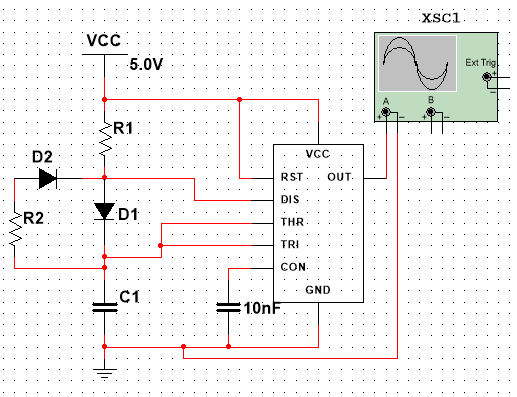 XSC1
VCC
5.0V
Ext Trig
+
−
A
B
+ −
+ −
R1
VCC
D2
RST
OUT
DIS
R2
D1
THR
TRI
CON
C1
10nF
GND